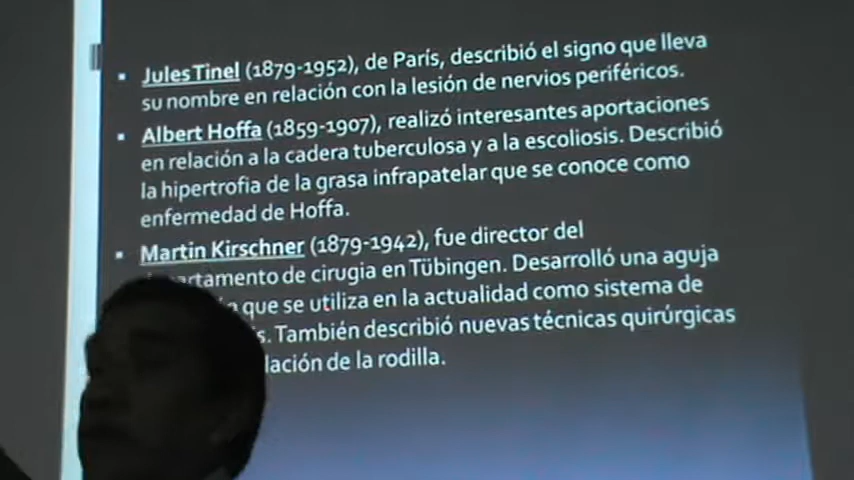 Jules Tinel (1879-1952), de París, describió el signo que lleva
su nombre en relación con la lesión de nervios periféricos.
Albert Hoffa (1859-1907), realizó interesantes aportaciones
en relación a la cadera tuberculosa y a la escoliosis. Describió
la hipertrofia de la grasa infrapatelar que se conoce como
enfermedad de Hoffa.
Martin Kirschner (1879-1942), fue director del
departamento de cirugia en Tübingen. Desarrolló una aguja
que se utiliza en la actualidad como sistema de
También describió nuevas técnicas quirúrgicas
de la rodilla.